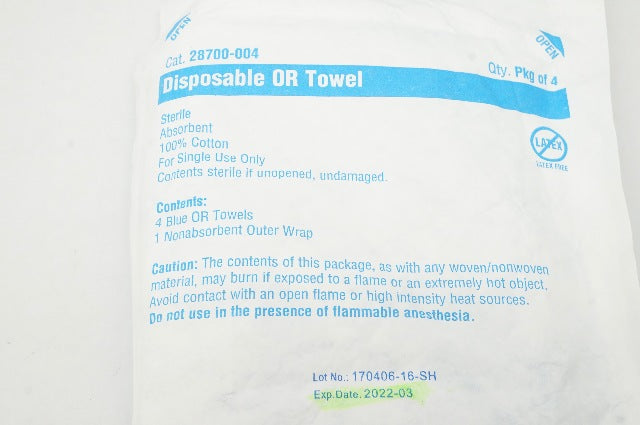 OPEN
OPEN
Cat. 28700-004
Qty. Pkg of 4
Disposable OR Towel
Sterile
Absorbent
100% Cotton
For Single Use Only
Contents sterile if unopened, undamaged.
LATEX
LATEX FREE
Contents:
4 Blue OR Towels
1 Nonabsorbent Outer Wrap
Caution: The contents of this package, as with any woven/nonwoven
material, may burn if exposed to a flame or an extremely hot object.
Avoid contact with an open flame or high intensity heat sources.
Do not use in the presence of flammable anesthesia.
Lot No.: 170406-16-SH
Exp.Date. 2022-03